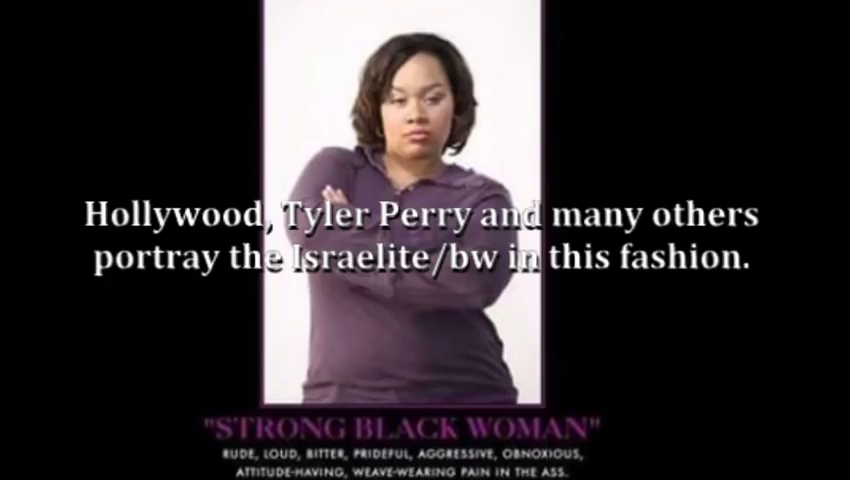 Hollywood, Tyler Perry and many others
portray the Israelite/bw in this fashion.
"STRONG BLACK WOMAN"
RUDE, LOUD, BITTER, PRIDEFUL, AGGRESSIVE, OBNOXIOUS,
ATTITUDE-HAVING, WEAVE-WEARING PAIN IN THE ASS.